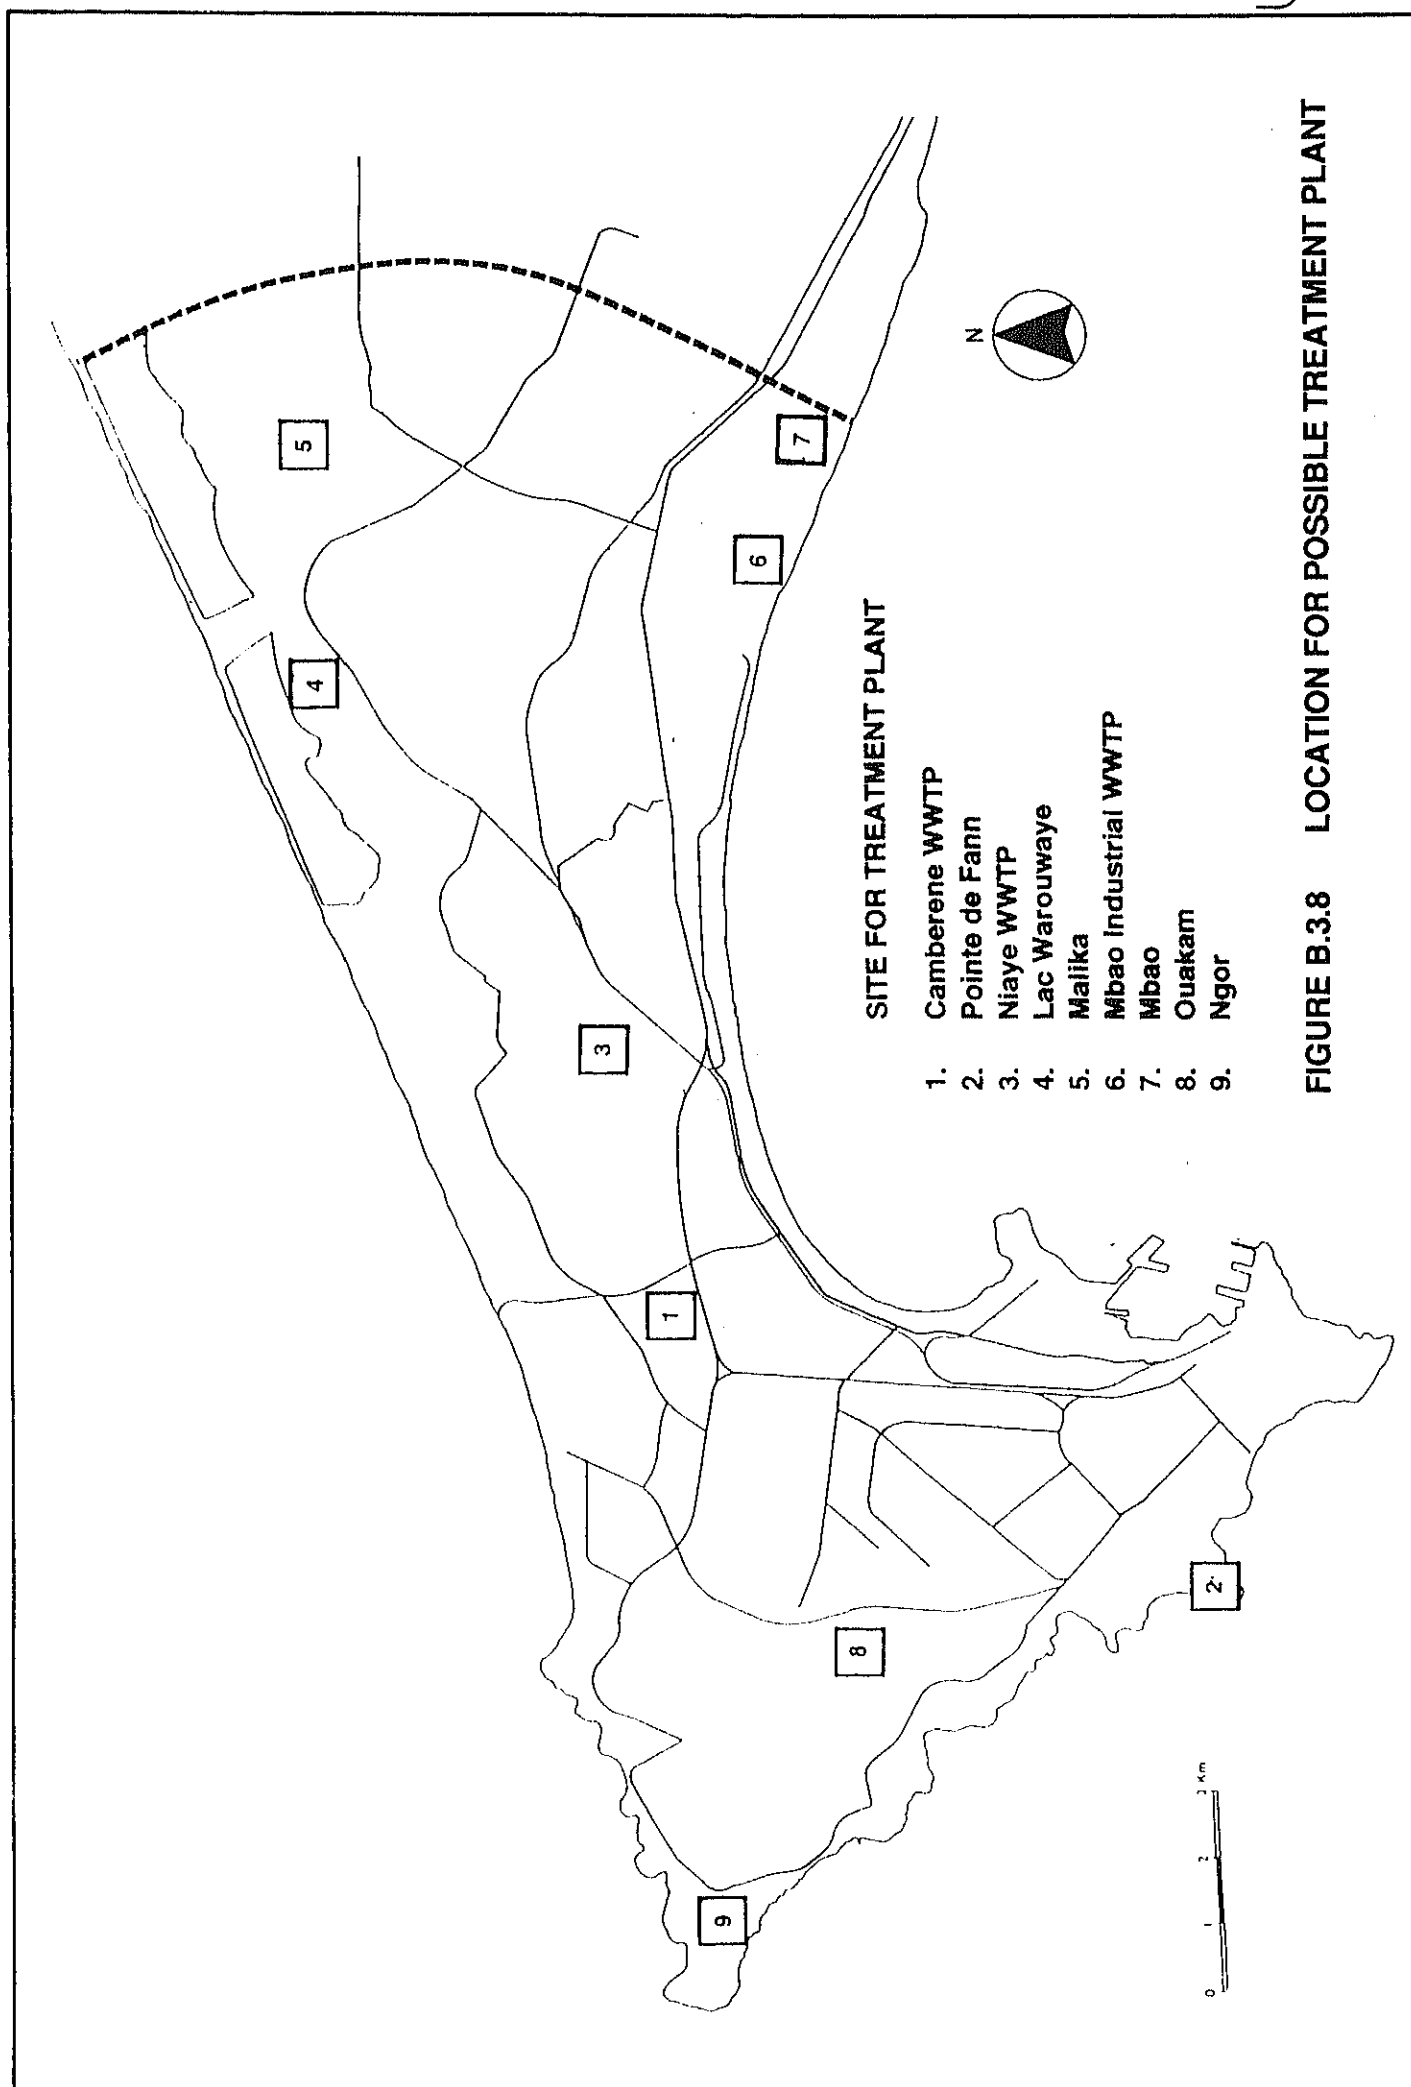 5
4
7
6
3
1
8
2
9
N
SITE FOR TREATMENT PLANT
1. Camberene WWTP
2. Pointe de Fann
3. Niaye WWTP
4. Lac Warouwaye
5. Malika
6. Mbao Industrial WWTP
7. Mbao
8. Ouakam
9. Ngor
0 1 2 3 Km
FIGURE B.3.8 LOCATION FOR POSSIBLE TREATMENT PLANT